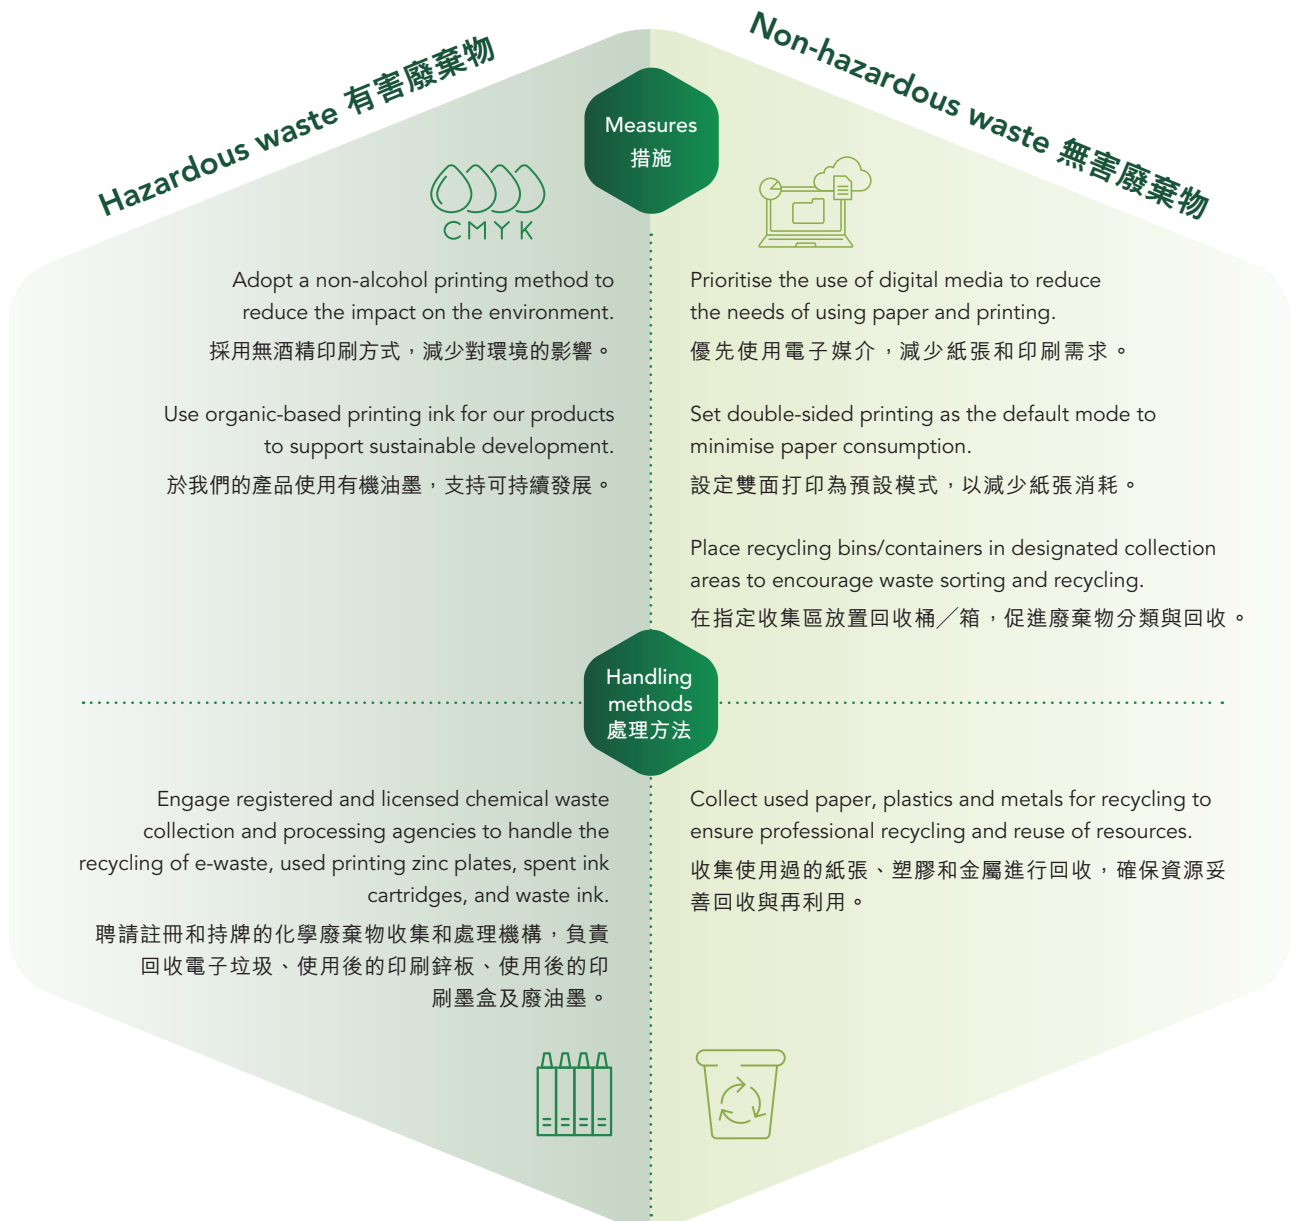 Hazardous waste 有害廢棄物
Non-hazardous waste 無害廢棄物
Measures
措施
CMYK
Adopt a non-alcohol printing method to
reduce the impact on the environment.
採用無酒精印刷方式，減少對環境的影響。
Use organic-based printing ink for our products
to support sustainable development.
於我們的產品使用有機油墨，支持可持續發展。
Prioritise the use of digital media to reduce
the needs of using paper and printing.
優先使用電子媒介，減少紙張和印刷需求。
Set double-sided printing as the default mode to
minimise paper consumption.
設定雙面打印為預設模式，以減少紙張消耗。
Place recycling bins/containers in designated collection
areas to encourage waste sorting and recycling.
在指定收集區放置回收桶／箱，促進廢棄物分類與回收。
Handling
methods
處理方法
Engage registered and licensed chemical waste
collection and processing agencies to handle the
recycling of e-waste, used printing zinc plates, spent ink
cartridges, and waste ink.
聘請註冊和持牌的化學廢棄物收集和處理機構，負責
回收電子垃圾、使用後的印刷鋅板、使用後的印
刷墨盒及廢油墨。
Collect used paper, plastics and metals for recycling to
ensure professional recycling and reuse of resources.
收集使用過的紙張、塑膠和金屬進行回收，確保資源妥
善回收與再利用。